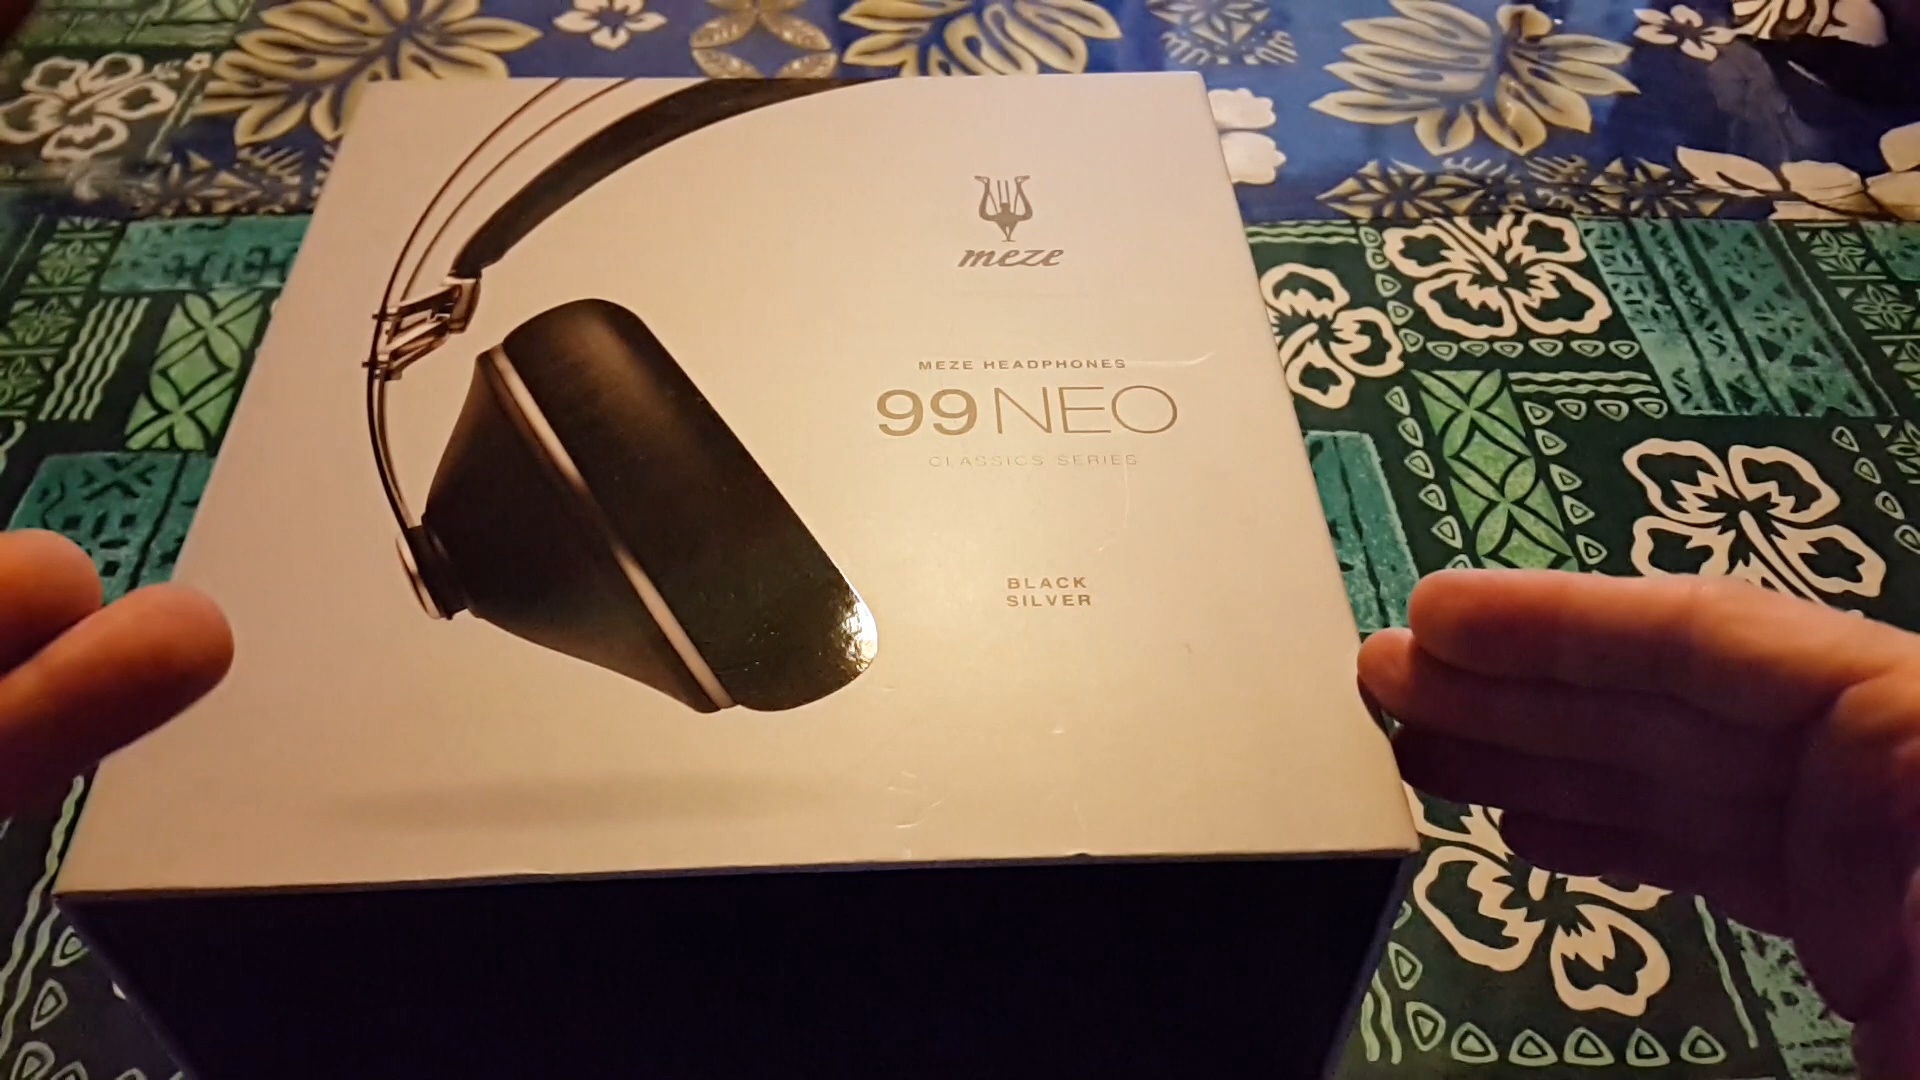 meze
MEZE HEADPHONES
99 NEO
CLASSICS SERIES
BLACK
SILVER